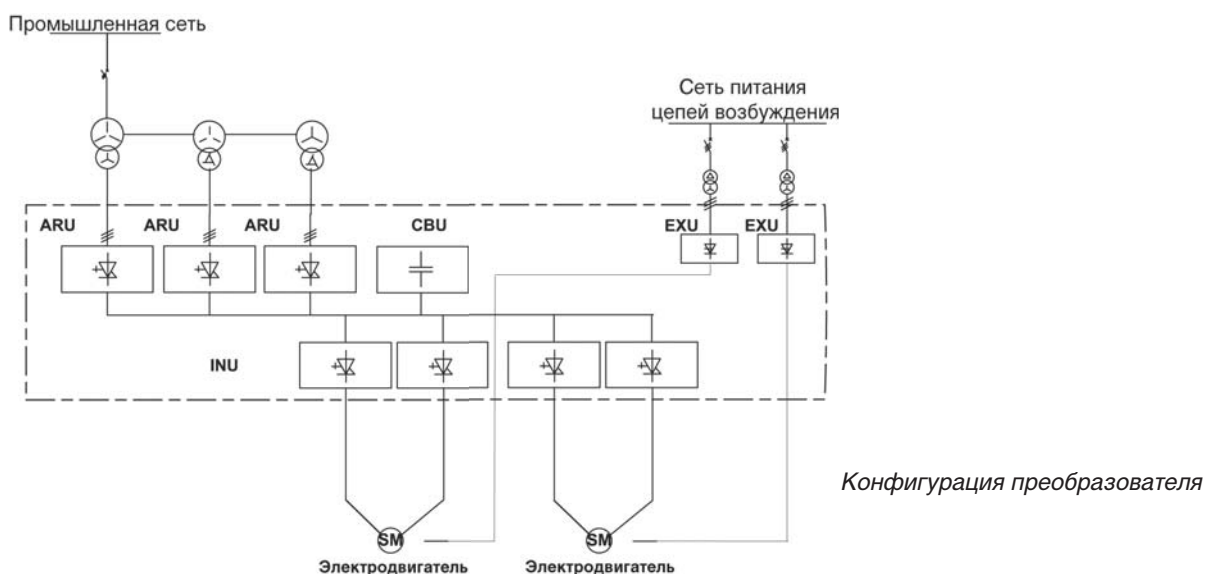 Промышленная сеть
Сеть питания
цепей возбуждения
ARU
ARU
ARU
CBU
EXU
EXU
INU
Конфигурация преобразователя
SM
SM
Электродвигатель
Электродвигатель